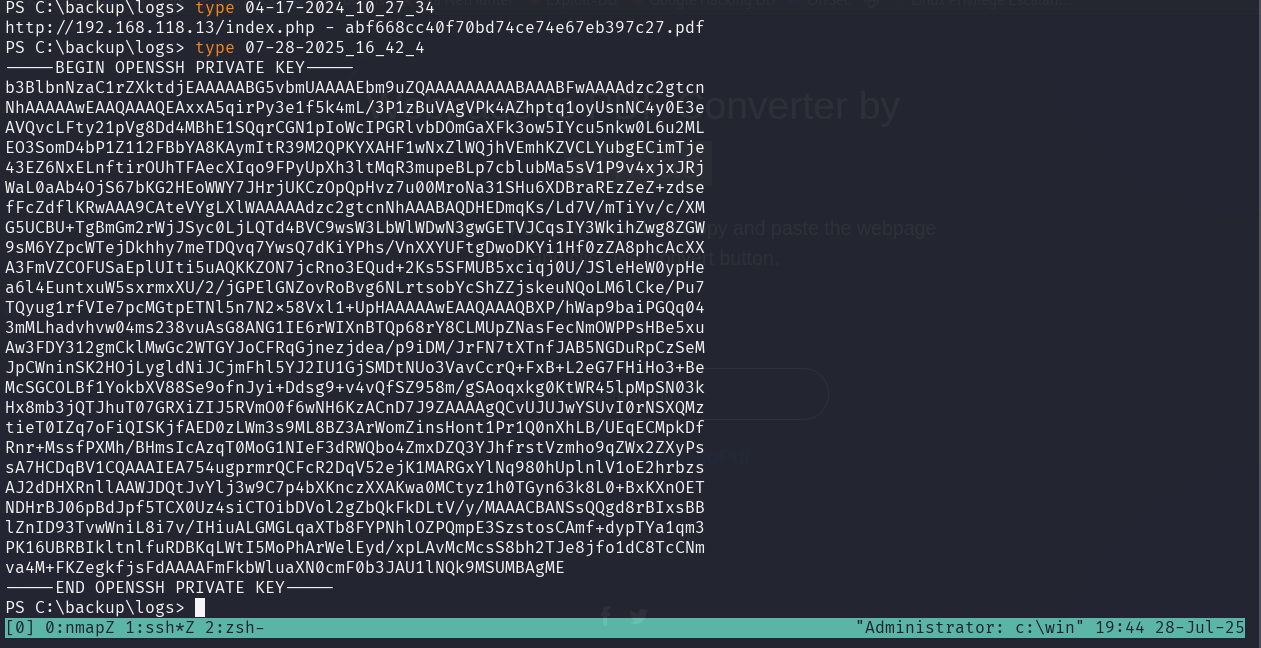 PS C:\backup\logs> type 04-17-2024_10_27_34
http://192.168.118.13/index.php - abf668cc40f70bd74ce74e67eb397c27.pdf
PS C:\backup\logs> type 07-28-2025_16_42_4
-----BEGIN OPENSSH PRIVATE KEY-----
b3BlbnNzaC1rZXktdjEAAAAABG5vbmUAAAAEbm9uZQAAAAAAAAABAAABFwAAAAdzc2gtcn
NhAAAAAwEAAQAAAQEAxxA5qirPy3e1f5k4mL/3P1zBuVAgVPk4AZhptq1oyUsnNC4y0E3e
AVQvcLFty21pVg8Dd4MBhE1SQqrCGN1pIoWcIPGRlvbDOmGaXFk3ow5IYcu5nkw0L6u2ML
EO3SomD4bP1Z112FBbYA8KAymItR39M2QPKYXAHF1wNxZlWQjhVEmhKZVCLYubgECimTje
43EZ6NxELnftirOUhTFAecXIqo9FPyUpXh3ltMqR3mupeBLp7cblubMa5sV1P9v4xjxJRj
WaL0aAb4OjS67bKG2HEoWWY7JHrjUKCzOpQpHvz7u00MroNa31SHu6XDBraREzZeZ+zdse
fFcZdflKRwAAA9CAteVYgLXlWAAAAAdzc2gtcnNhAAABAQDHEDmqKs/Ld7V/mTiYv/c/XM
G5UCBU+TgBmGm2rWjJSyc0LjLQTd4BVC9wsW3LbWlWDwN3gwGETVJCqsIY3WkihZwg8ZGW
9sM6YZpcWTejDkhhy7meTDQvq7YwsQ7dKiYPhs/VnXXYUFtgDwoDKYi1Hf0zZA8phcAcXX
A3FmVZCOFUSaEplUIti5uAQKKZON7jcRno3EQud+2Ks5SFMUB5xciqj0U/JSleHeW0ypHe
a6l4EuntxuW5sxrmxXU/2/jGPElGNZovRoBvg6NLrtsobYcShZZjskeuNQoLM6lCke/Pu7
TQyug1rfVIe7pcMGtpETNl5n7N2x58Vxl1+UpHAAAAAwEAAQAAAQBXP/hWap9baiPGQq04
3mMLhadvhvw04ms238vuAsG8ANG1IE6rWIXnBTQp68rY8CLMUpZNasFecNmOWPPsHBe5xu
Aw3FDY312gmCklMwGc2WTGYJoCFRqGjnezjdea/p9iDM/JrFN7tXTnfJAB5NGDuRpCzSeM
JpCWninSK2HOjLygldNiJCjmFhl5YJ2IU1GjSMDtNUo3VavCcrQ+FxB+L2eG7FHiHo3+Be
McSGCOLBf1YokbXV88Se9ofnJyi+Ddsg9+v4vQfSZ958m/gSAoqxkg0KtWR45lpMpSN03k
Hx8mb3jQTJhuT07GRXiZIJ5RVmO0f6wNH6KzACnD7J9ZAAAAgQCvUJUJwYSUvI0rNSXQMz
tieT0IZq7oFiQISKjfAED0zLWm3s9ML8BZ3ArWomZinsHont1Pr1Q0nXhLB/UEqECMpkDf
Rnr+MssfPXMh/BHmsIcAzqT0MoG1NIeF3dRWQbo4ZmxDZQ3YJhfrstVzmho9qZWx2ZXyPs
sA7HCDqBV1CQAAAIEA754ugprmrQCFcR2DqV52ejK1MARGxYlNq980hUplnlV1oE2hrbzs
AJ2dDHXRnllAAWJDQtJvYlj3w9C7p4bXKnczXXAKwa0MCtyz1h0TGyn63k8L0+BxKXnOET
NDHrBJ06pBdJpf5TCX0Uz4siCTOibDVol2gZbQkFkDLtV/y/MAAACBANSsQQgd8rBIxsBB
lZnID93TvwWniL8i7v/IHiuALGMGLqaXTb8FYPNhlOZPQmpE3SzstosCAmf+dypTYa1qm3
PK16UBRBIkltnlfuRDBKqLWtI5MoPhArWelEyd/xpLAvMcMcsS8bh2TJe8jfo1dC8TcCNm
va4M+FKZegkfjsFdAAAAFmFkbWluaXN0cmF0b3JAU1lNQk9MSUMBAgME
-----END OPENSSH PRIVATE KEY-----
PS C:\backup\logs>
[0] 0:nmapZ 1:ssh*Z 2:zsh- "Administrator: c:\win" 19:44 28-Jul-25